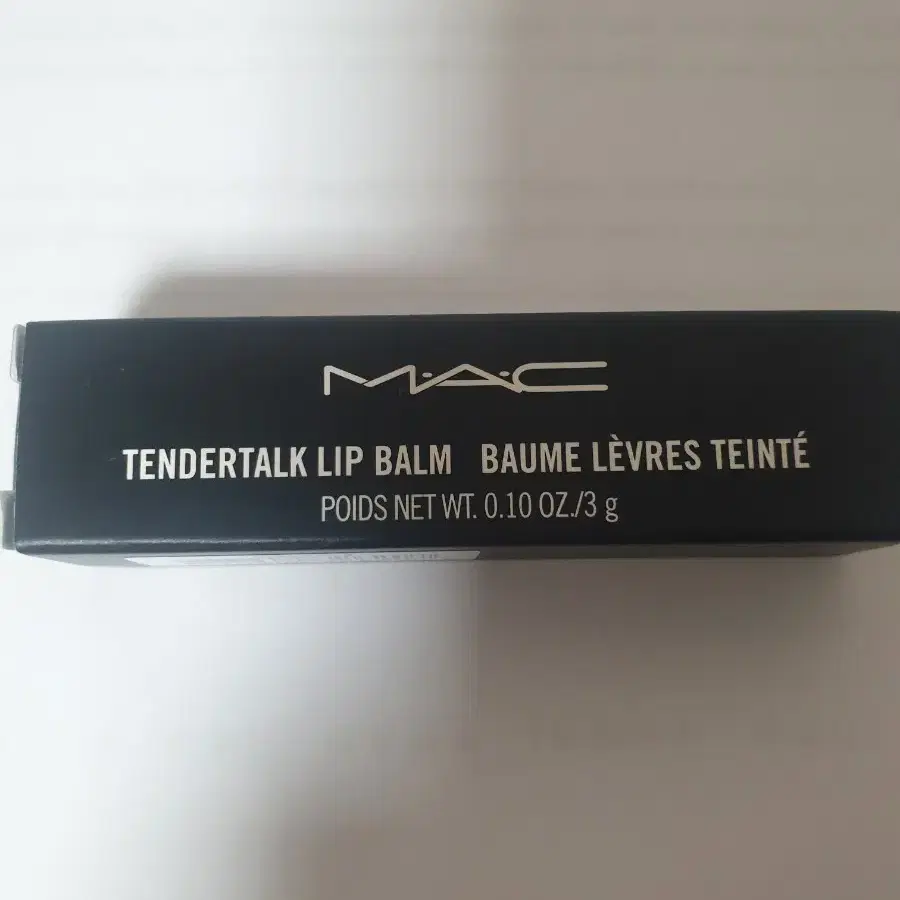 M·A·C
TENDERTALK LIP BALM BAUME LÈVRES TEINTÉ
POIDS NET WT. 0.10 OZ./3 g